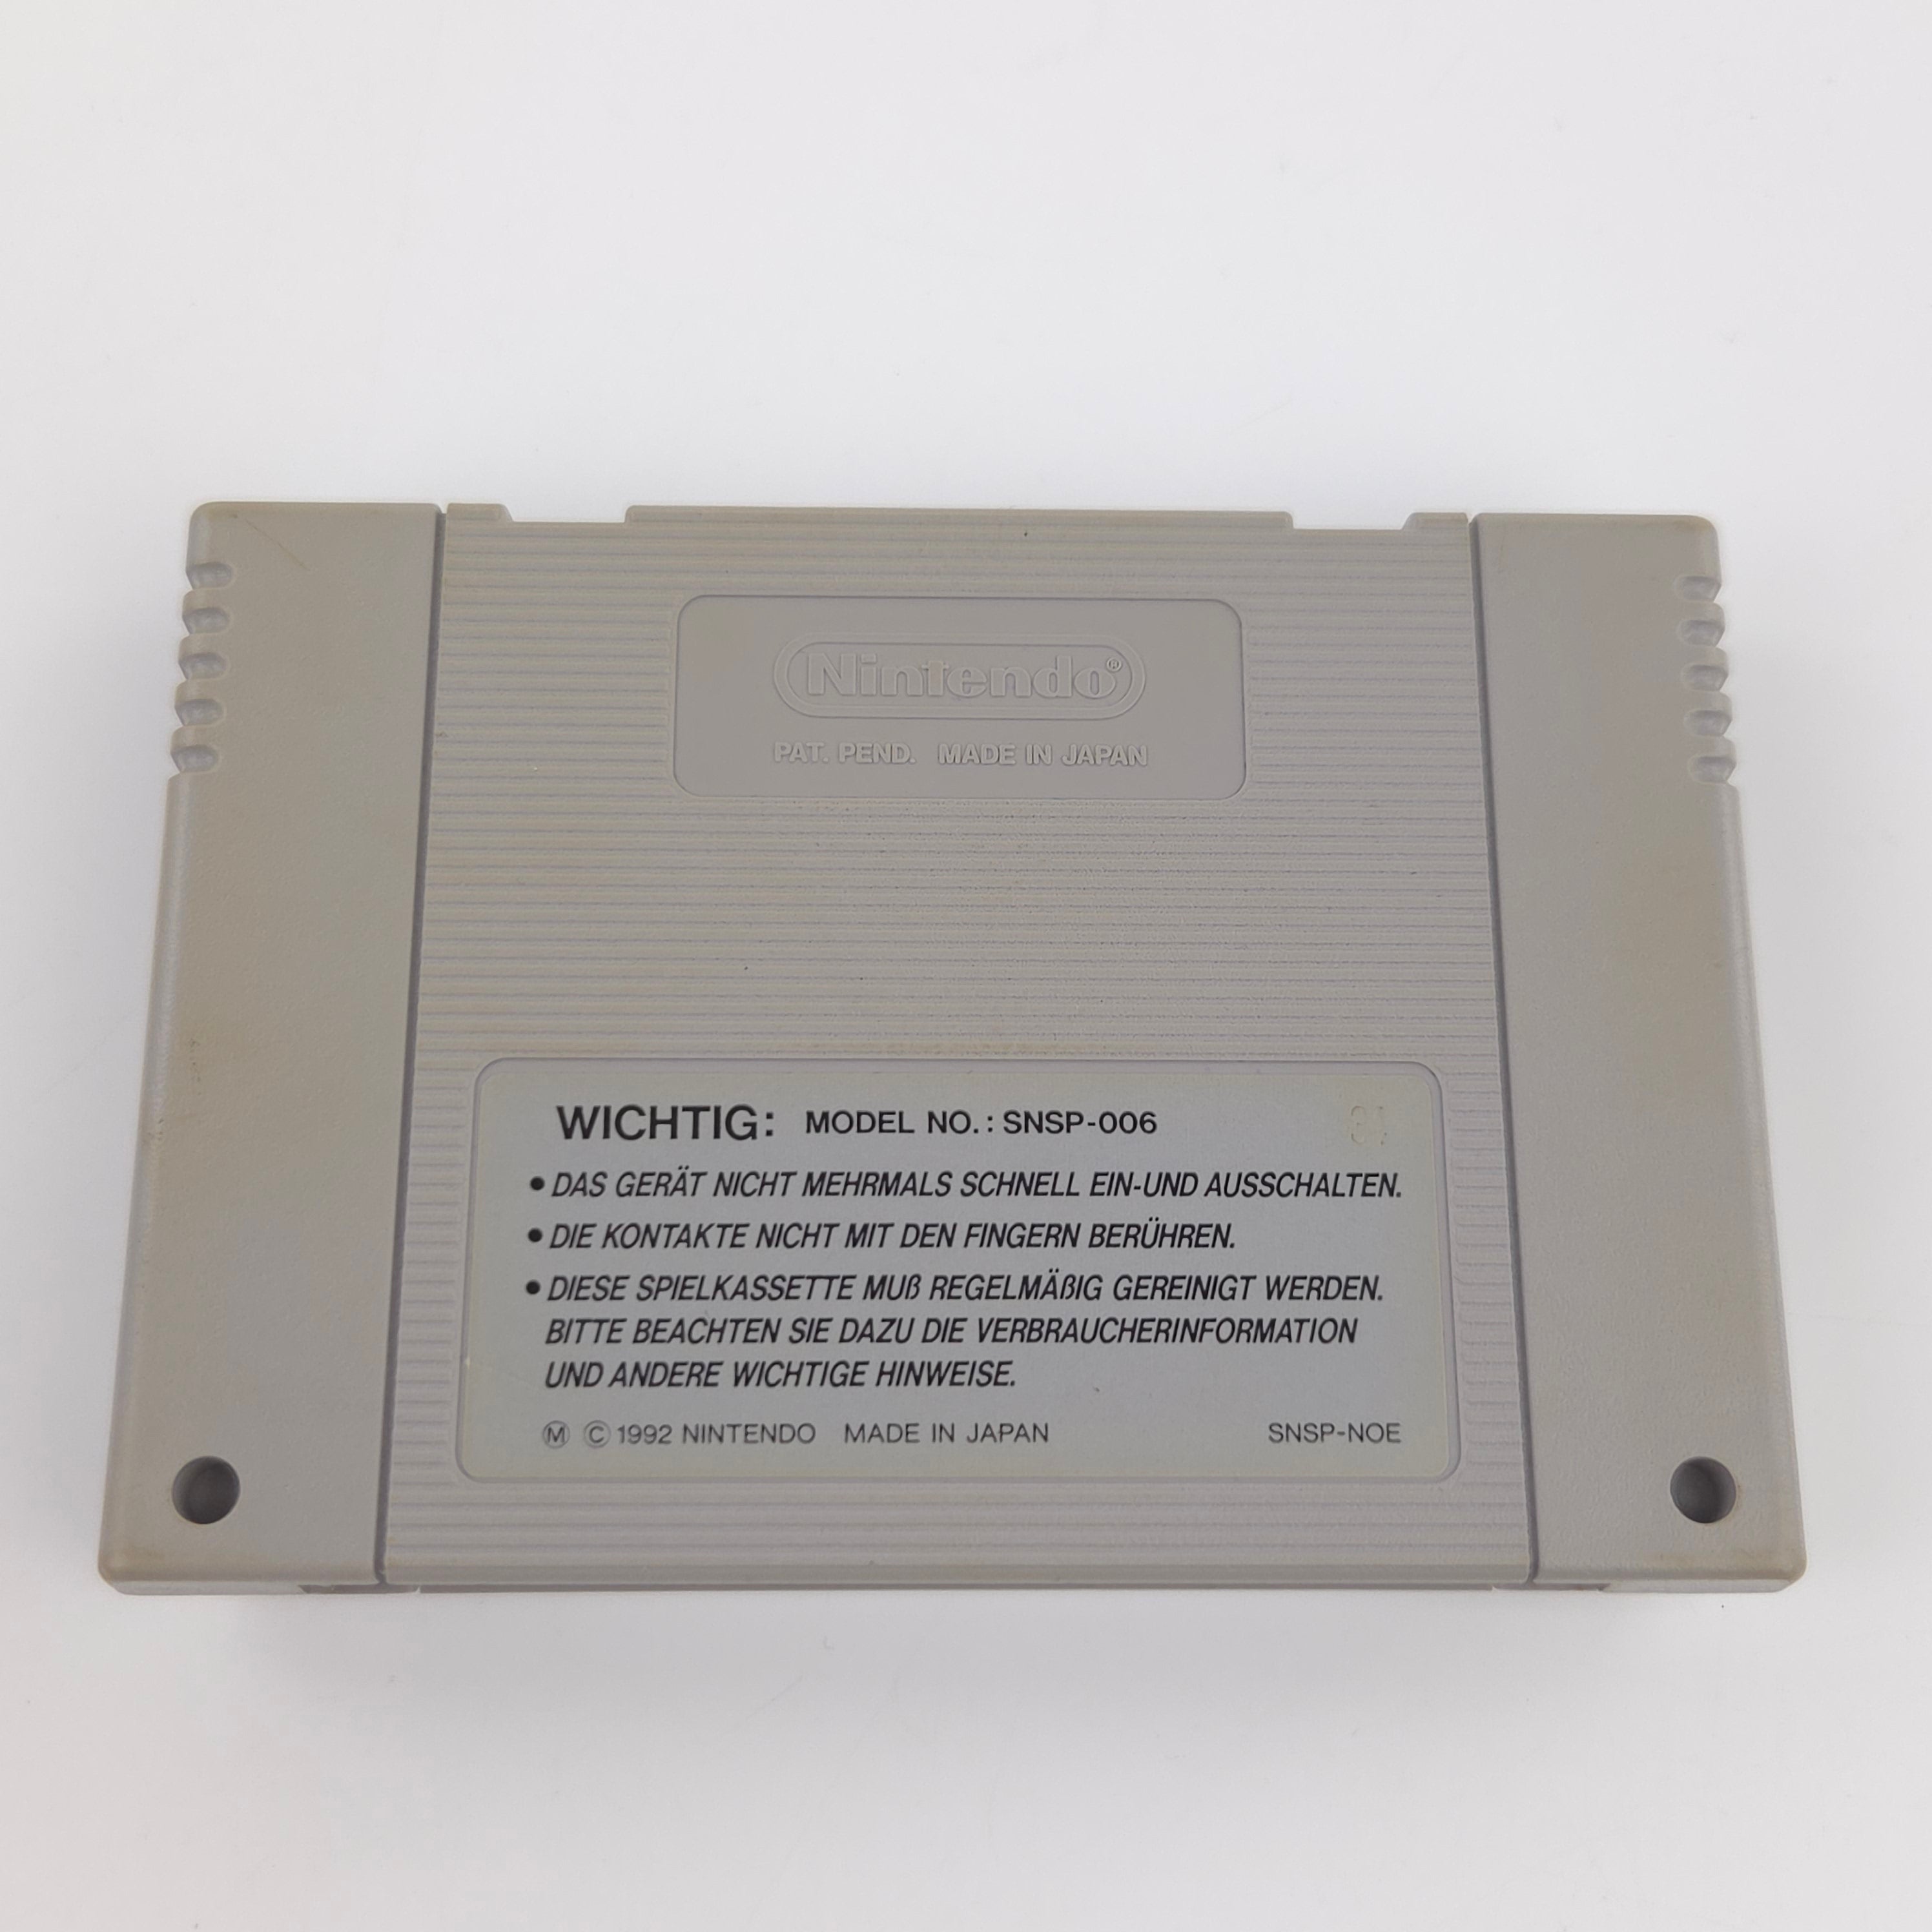 Nintendo®
PAT. PEND. MADE IN JAPAN
WICHTIG: MODEL NO.: SNSP-006
• DAS GERÄT NICHT MEHRMALS SCHNELL EIN-UND AUSSCHALTEN.
• DIE KONTAKTE NICHT MIT DEN FINGERN BERÜHREN.
• DIESE SPIELKASSETTE MUß REGELMÄßIG GEREINIGT WERDEN.
BITTE BEACHTEN SIE DAZU DIE VERBRAUCHERINFORMATION
UND ANDERE WICHTIGE HINWEISE.
Ⓜ © 1992 NINTENDO MADE IN JAPAN SNSP-NOE